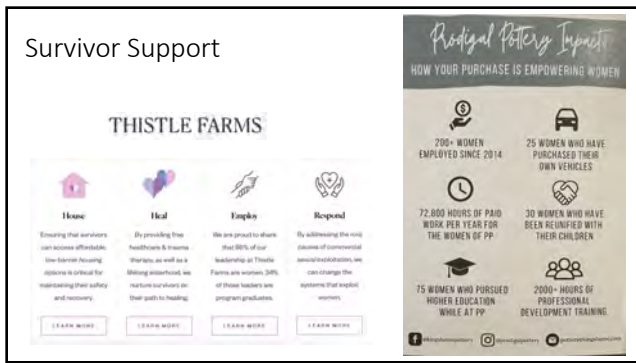 Survivor Support
THISTLE FARMS
House
Ensuring that survivors
can access affordable
low-barrier housing
options is critical for
maintaining their safety
and recovery.
LEARN MORE
Heal
By providing free
healthcare & trauma
therapy, as well as a
lifelong sisterhood, we
nurture survivors on
their path to healing.
LEARN MORE
Employ
We are proud to share
that of our
leadership at Thistle
Farms are women.
of those leaders are
program graduates.
LEARN MORE
Respond
By addressing the root
causes of commercial
sexual exploitation, we
can change the
systems that exploit
women.
LEARN MORE
Prodigal Pottery Impact
HOW YOUR PURCHASE IS EMPOWERING WOMEN
200+ WOMEN
EMPLOYED SINCE 2014
25 WOMEN WHO HAVE
PURCHASED THEIR
OWN VEHICLES
72,800 HOURS OF PAID
WORK PER YEAR FOR
THE WOMEN OF PP
30 WOMEN WHO HAVE
BEEN REUNIFIED WITH
THEIR CHILDREN
75 WOMEN WHO PURSUED
HIGHER EDUCATION
WHILE AT PP
2000+ HOURS OF
PROFESSIONAL
DEVELOPMENT TRAINING